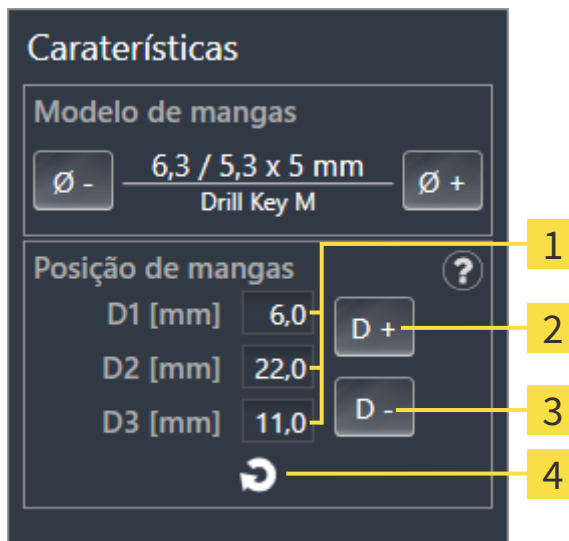 Caraterísticas
Modelo de mangas
Ø -
6,3 / 5,3 x 5 mm
Drill Key M
Ø +
1
Posição de mangas
?
D1 [mm] 6,0
D +
2
D2 [mm] 22,0
D3 [mm] 11,0
D -
3
4